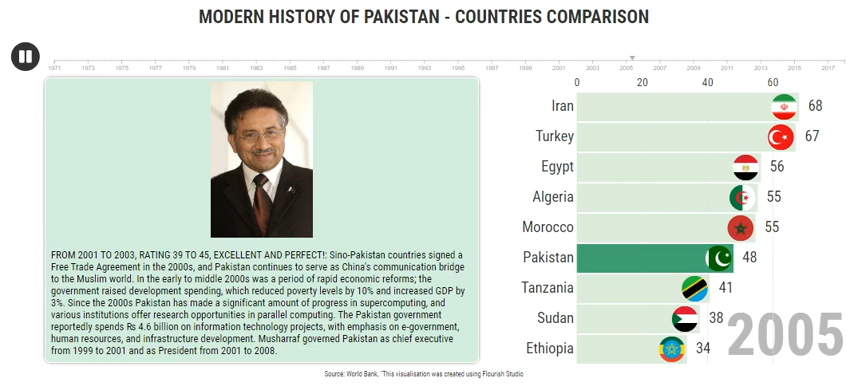 MODERN HISTORY OF PAKISTAN - COUNTRIES COMPARISON
1971 1973 1975 1977 1979 1981 1983 1985 1987 1989 1991 1993 1995 1997 1999 2001 2003 2005 2007 2009 2011 2013 2015 2017
0 20 40 60
Iran 68
Turkey 67
Egypt 56
Algeria 55
Morocco 55
Pakistan 48
Tanzania 41
Sudan 38
Ethiopia 34
2005
FROM 2001 TO 2003, RATING 39 TO 45, EXCELLENT AND PERFECT!: Sino-Pakistan countries signed a
Free Trade Agreement in the 2000s, and Pakistan continues to serve as China's communication bridge
to the Muslim world. In the early to middle 2000s was a period of rapid economic reforms; the
government raised development spending, which reduced poverty levels by 10% and increased GDP by
3%. Since the 2000s Pakistan has made a significant amount of progress in supercomputing, and
various institutions offer research opportunities in parallel computing. The Pakistan government
reportedly spends Rs 4.6 billion on information technology projects, with emphasis on e-government,
human resources, and infrastructure development. Musharraf governed Pakistan as chief executive
from 1999 to 2001 and as President from 2001 to 2008.
Source: World Bank, "This visualisation was created using Flourish Studio